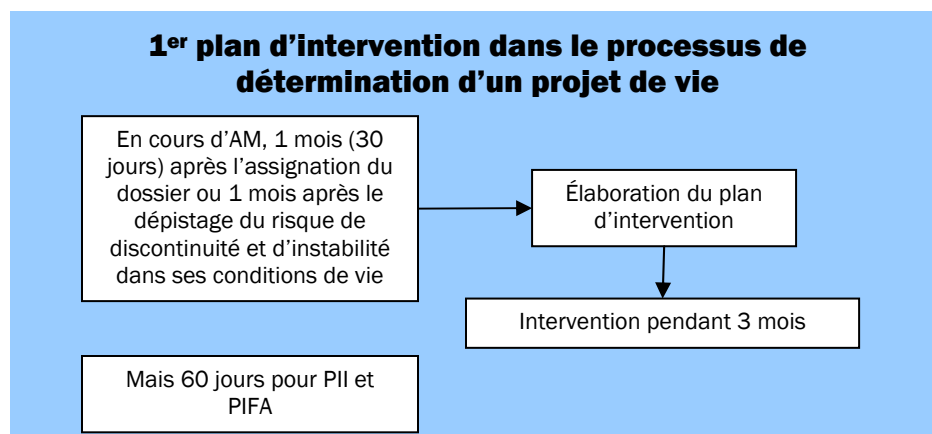 1er plan d'intervention dans le processus de
détermination d'un projet de vie
En cours d'AM, 1 mois (30
jours) après l'assignation du
dossier ou 1 mois après le
dépistage du risque de
discontinuité et d'instabilité
dans ses conditions de vie
Élaboration du plan
d'intervention
Intervention pendant 3 mois
Mais 60 jours pour PII et
PIFA